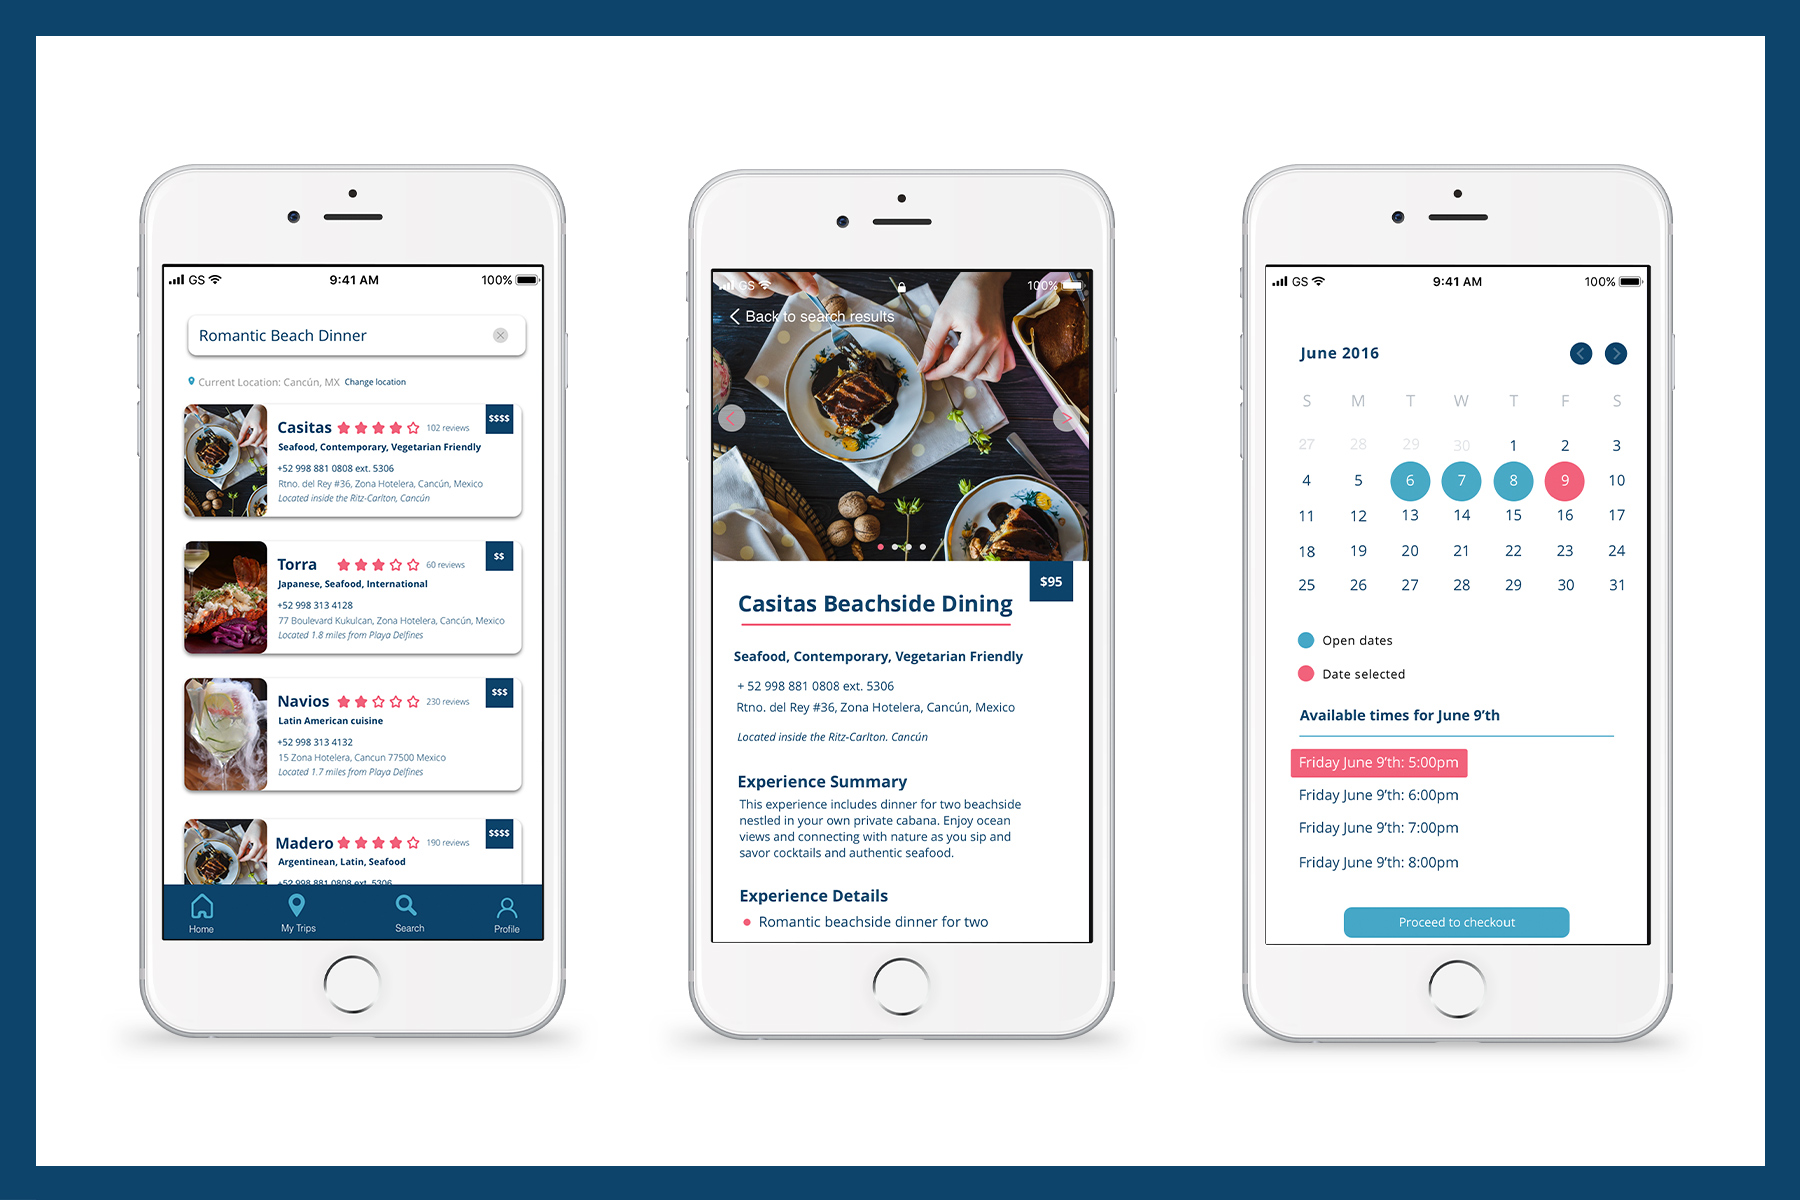 GS 9:41 AM 100%
Romantic Beach Dinner
Current Location: Cancún, MX Change location
Casitas 102 reviews $$$$
Seafood, Contemporary, Vegetarian Friendly
+52 998 881 0808 ext. 5306
Rtno. del Rey #36, Zona Hotelera, Cancún, Mexico
Located inside the Ritz-Carlton, Cancún
Torra 60 reviews $$
Japanese, Seafood, International
+52 998 313 4128
77 Boulevard Kukulcan, Zona Hotelera, Cancún, Mexico
Located 1.8 miles from Playa Delfines
Navios 230 reviews $$$
Latin American cuisine
+52 998 313 4132
15 Zona Hotelera, Cancun 77500 Mexico
Located 1.7 miles from Playa Delfines
Madero 190 reviews $$$$
Argentinean, Latin, Seafood
+52 998 881 0808 ext. 5306
Home My Trips Search Profile
GS 100%
Back to search results
$95
Casitas Beachside Dining
Seafood, Contemporary, Vegetarian Friendly
+ 52 998 881 0808 ext. 5306
Rtno. del Rey #36, Zona Hotelera, Cancún, Mexico
Located inside the Ritz-Carlton. Cancún
Experience Summary
This experience includes dinner for two beachside
nestled in your own private cabana. Enjoy ocean
views and connecting with nature as you sip and
savor cocktails and authentic seafood.
Experience Details
Romantic beachside dinner for two
GS 9:41 AM 100%
June 2016
S M T W T F S
27 28 29 30 1 2 3
4 5 6 7 8 9 10
11 12 13 14 15 16 17
18 19 20 21 22 23 24
25 26 27 28 29 30 31
Open dates
Date selected
Available times for June 9'th
Friday June 9'th: 5:00pm
Friday June 9'th: 6:00pm
Friday June 9'th: 7:00pm
Friday June 9'th: 8:00pm
Proceed to checkout